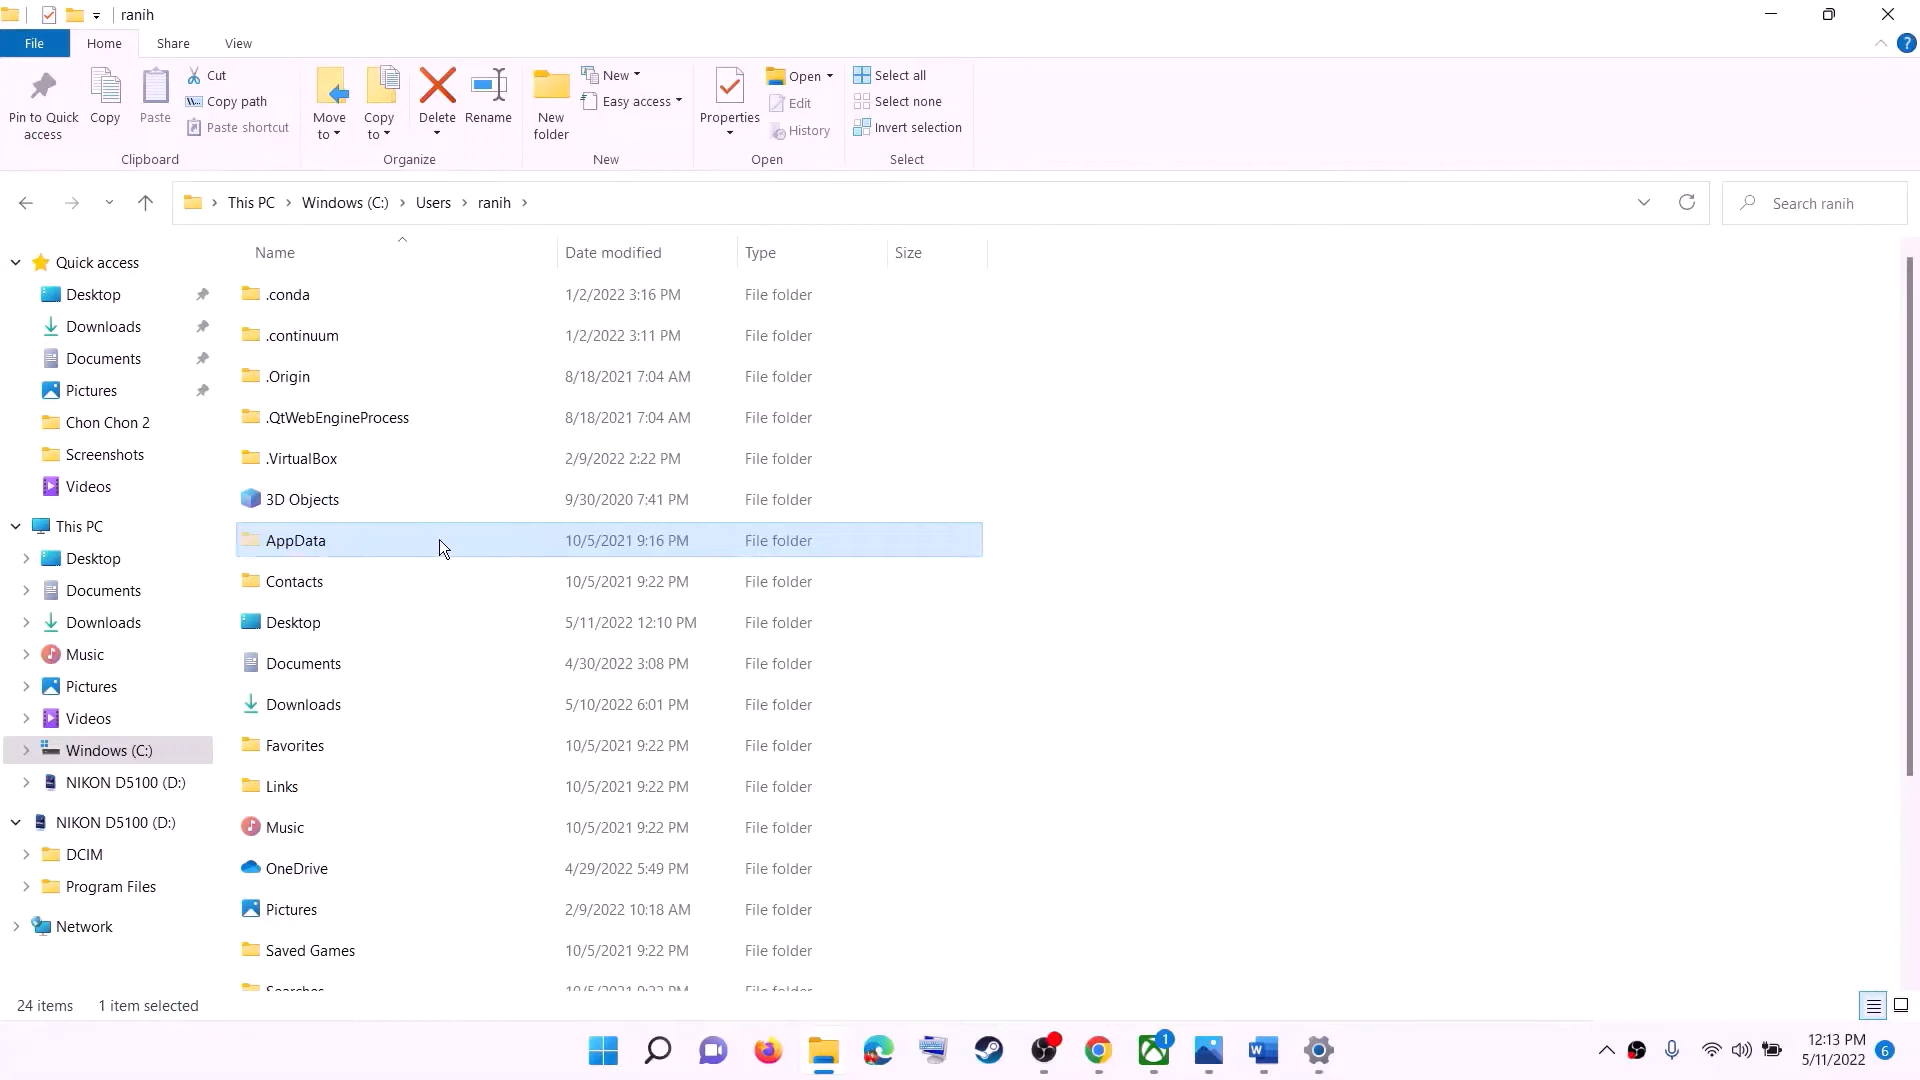 ranih
File
Home
Share
View
?
Pin to Quick access
Copy
Paste
Cut
Copy path
Paste shortcut
Clipboard
Move to
Copy to
Delete
Rename
Organize
New folder
New
Easy access
New
Properties
Open
Edit
History
Open
Select all
Select none
Invert selection
Select
This PC
Windows (C:)
Users
ranih
Search ranih
Name
Date modified
Type
Size
Quick access
Desktop
Downloads
Documents
Pictures
Chon Chon 2
Screenshots
Videos
This PC
Desktop
Documents
Downloads
Music
Pictures
Videos
Windows (C:)
NIKON D5100 (D:)
NIKON D5100 (D:)
DCIM
Program Files
Network
.conda 1/2/2022 3:16 PM File folder
.continuum 1/2/2022 3:11 PM File folder
.Origin 8/18/2021 7:04 AM File folder
.QtWebEngineProcess 8/18/2021 7:04 AM File folder
.VirtualBox 2/9/2022 2:22 PM File folder
3D Objects 9/30/2020 7:41 PM File folder
AppData 10/5/2021 9:16 PM File folder
Contacts 10/5/2021 9:22 PM File folder
Desktop 5/11/2022 12:10 PM File folder
Documents 4/30/2022 3:08 PM File folder
Downloads 5/10/2022 6:01 PM File folder
Favorites 10/5/2021 9:22 PM File folder
Links 10/5/2021 9:22 PM File folder
Music 10/5/2021 9:22 PM File folder
OneDrive 4/29/2022 5:49 PM File folder
Pictures 2/9/2022 10:18 AM File folder
Saved Games 10/5/2021 9:22 PM File folder
Searches 10/5/2021 9:22 PM File folder
24 items
1 item selected
1
12:13 PM
5/11/2022
6